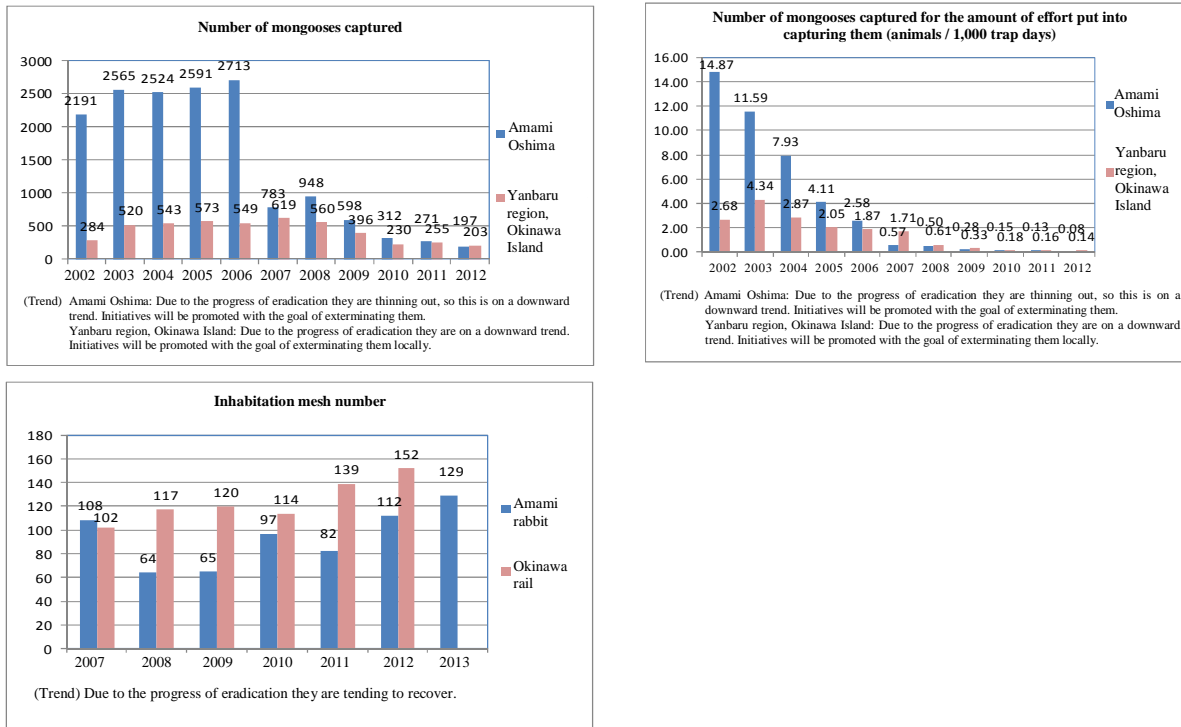 Number of mongooses captured
3000
2500
2000
1500
1000
500
0
2191
2565
2524
2591
2713
783
948
598
312
271
197
284
520
543
573
549
619
560
396
230
255
203
2002 2003 2004 2005 2006 2007 2008 2009 2010 2011 2012
Amami
Oshima
Yanbaru
region,
Okinawa
Island
(Trend) Amami Oshima: Due to the progress of eradication they are thinning out, so this is on a downward
trend. Initiatives will be promoted with the goal of exterminating them.
Yanbaru region, Okinawa Island: Due to the progress of eradication they are on a downward trend.
Initiatives will be promoted with the goal of exterminating them locally.
Number of mongooses captured for the amount of effort put into
capturing them (animals / 1,000 trap days)
16.00
14.00
12.00
10.00
8.00
6.00
4.00
2.00
0.00
14.87
11.59
7.93
4.11
2.58
0.57
0.50
0.28
0.15
0.13
0.08
2.68
4.34
2.87
2.05
1.87
1.71
0.61
0.33
0.18
0.16
0.14
2002 2003 2004 2005 2006 2007 2008 2009 2010 2011 2012
Amami
Oshima
Yanbaru
region,
Okinawa
Island
(Trend) Amami Oshima: Due to the progress of eradication they are thinning out, so this is on a
downward trend. Initiatives will be promoted with the goal of exterminating them.
Yanbaru region, Okinawa Island: Due to the progress of eradication they are on a downward
trend. Initiatives will be promoted with the goal of exterminating them locally.
Inhabitation mesh number
180
160
140
120
100
80
60
40
20
0
108
64
65
97
82
112
129
102
117
120
114
139
152
2007 2008 2009 2010 2011 2012 2013
Amami
rabbit
Okinawa
rail
(Trend) Due to the progress of eradication they are tending to recover.